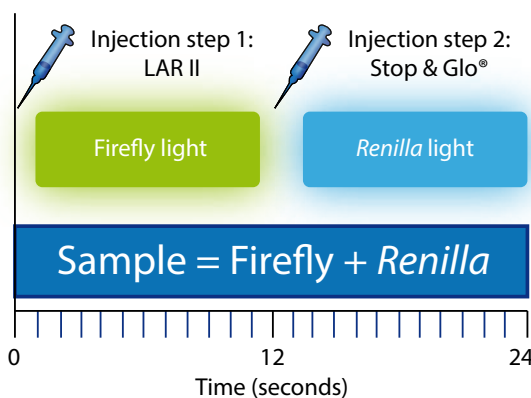 Injection step 1:
LAR II
Injection step 2:
Stop & Glo®
Firefly light
Renilla light
Sample = Firefly + Renilla
0
12
24
Time (seconds)